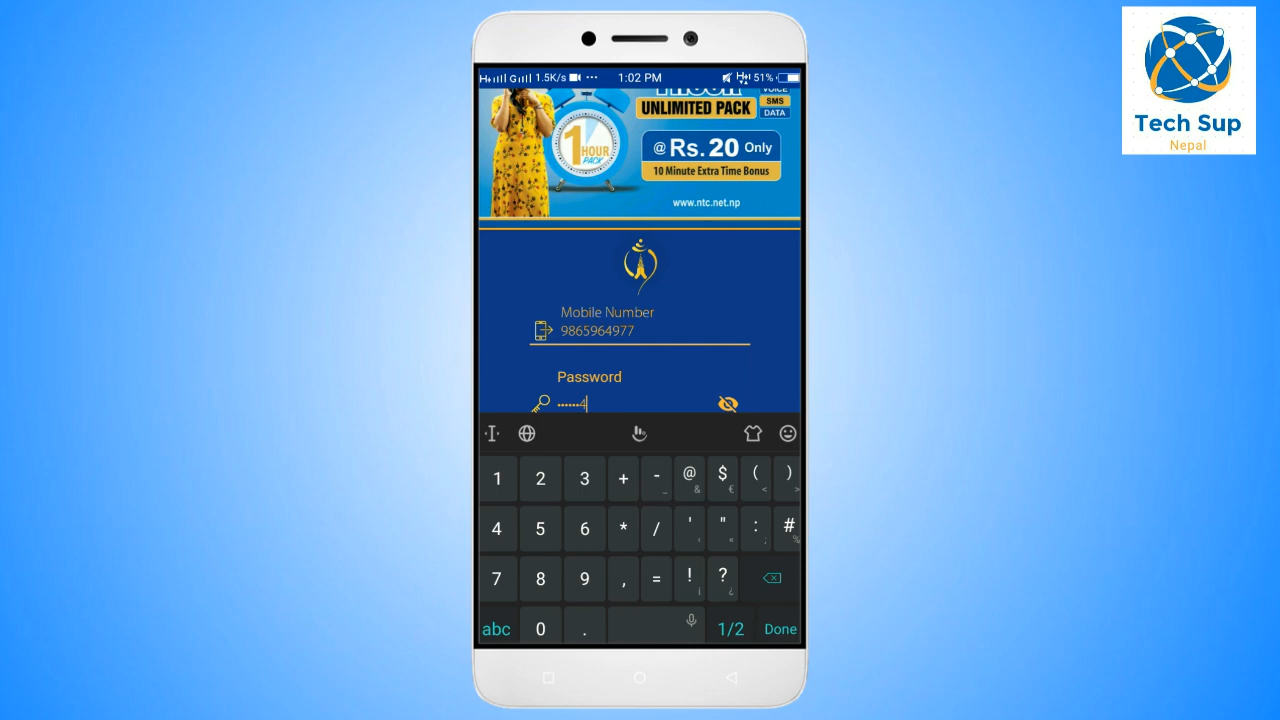 1.5K/s ... 1:02 PM 51%
UNLIMITED PACK
VOICE
SMS
DATA
1
HOUR
PACK
@ Rs. 20 Only
10 Minute Extra Time Bonus
www.ntc.net.np
Mobile Number
9865964977
Password
1 2 3 + - _ @ & $ € ( < ) >
4 5 6 * / ' " : ; # %
7 8 9 , = ! ¡ ? ¿
abc 0 . 1/2 Done
Tech Sup
Nepal